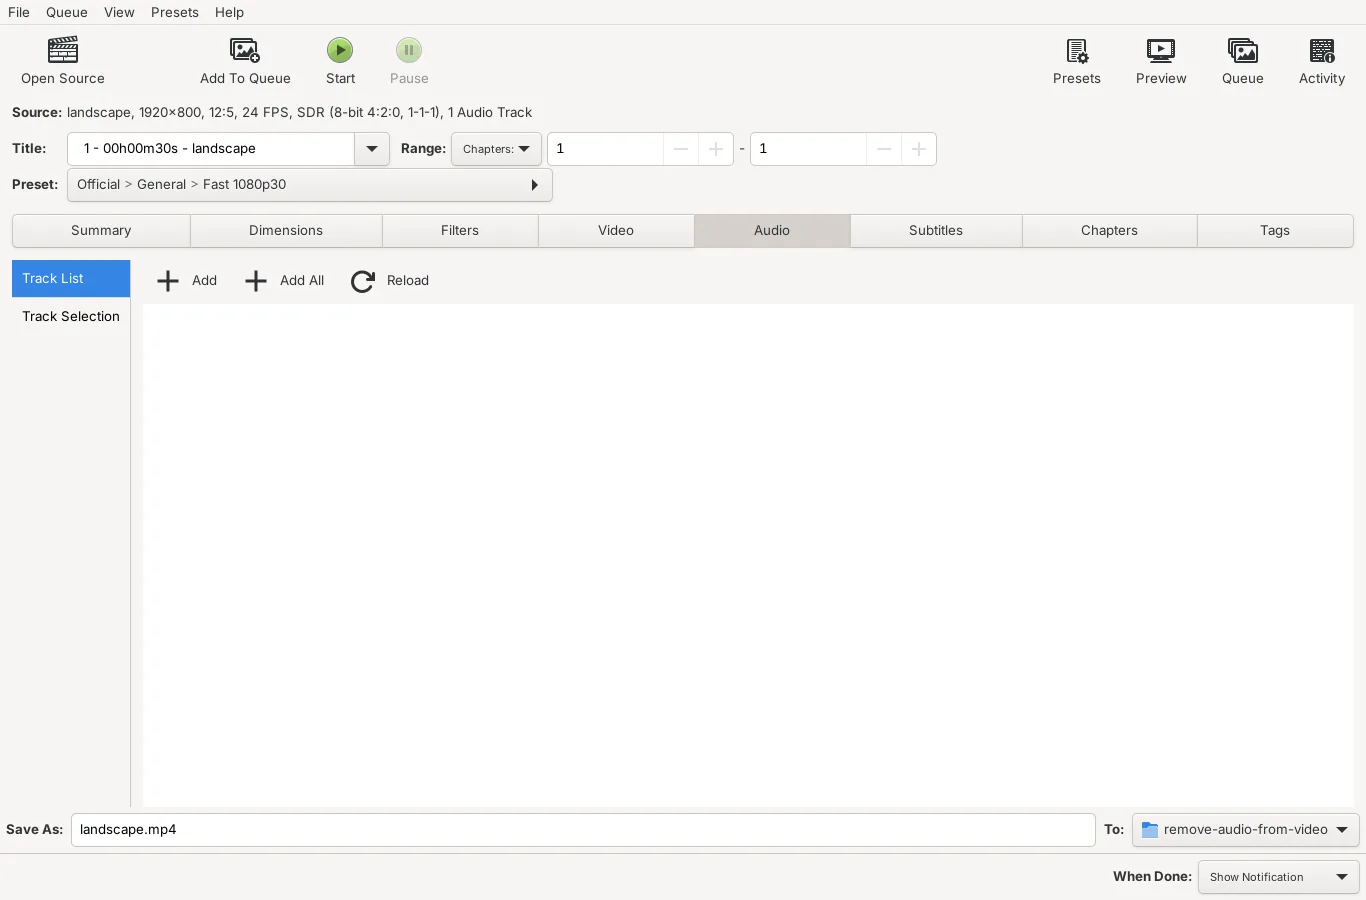 File Queue View Presets Help
Open Source Add To Queue Start Pause Presets Preview Queue Activity
Source: landscape, 1920×800, 12:5, 24 FPS, SDR (8-bit 4:2:0, 1-1-1), 1 Audio Track
Title: 1 - 00h00m30s - landscape Range: Chapters: 1 - 1
Preset: Official > General > Fast 1080p30
Summary Dimensions Filters Video Audio Subtitles Chapters Tags
Track List Add Add All Reload
Track Selection
Save As: landscape.mp4 To: remove-audio-from-video
When Done: Show Notification